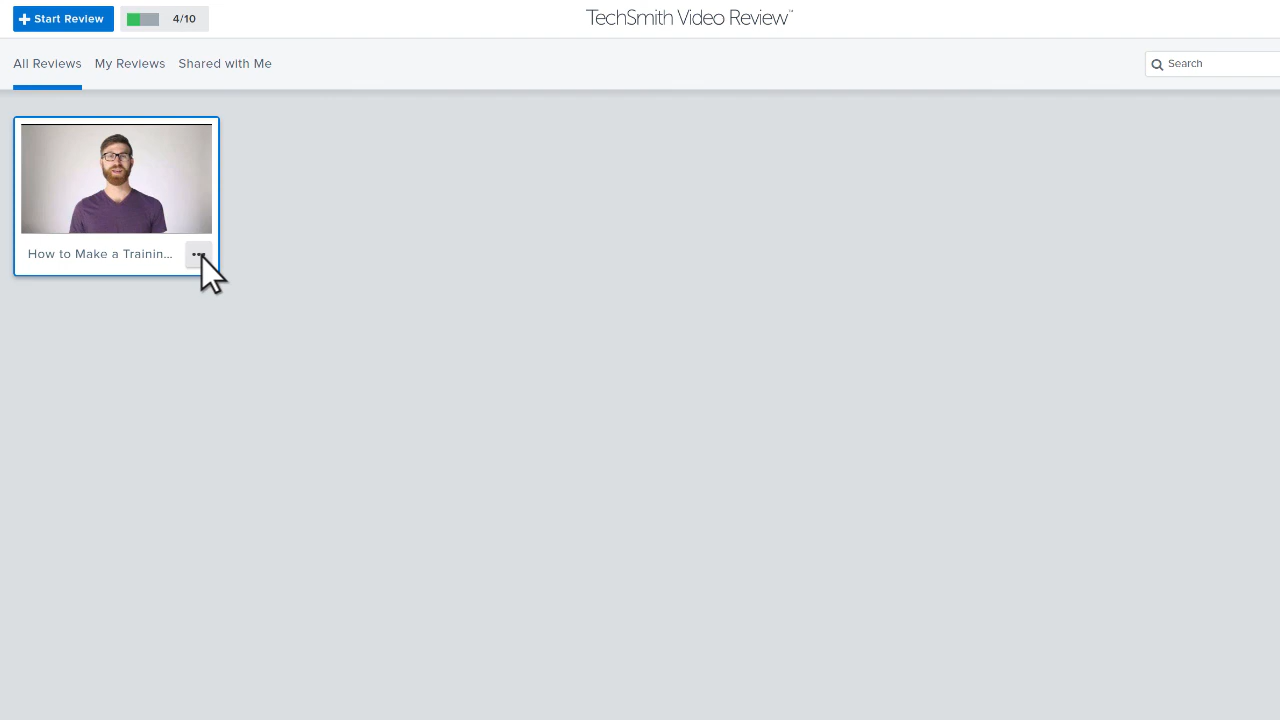 Start Review
4/10
TechSmith Video Review™
All Reviews
My Reviews
Shared with Me
Search
How to Make a Trainin...